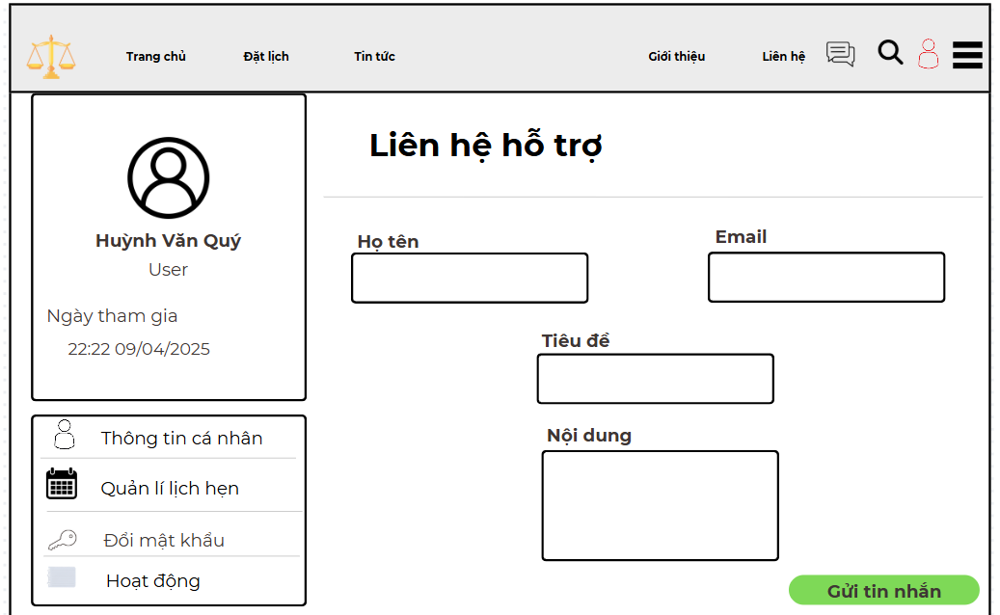 Trang chủ
Đặt lịch
Tin tức
Giới thiệu
Liên hệ
Huỳnh Văn Quý
User
Ngày tham gia
22:22 09/04/2025
Thông tin cá nhân
Quản lí lịch hẹn
Đổi mật khẩu
Hoạt động
Liên hệ hỗ trợ
Họ tên
Email
Tiêu đề
Nội dung
Gửi tin nhắn